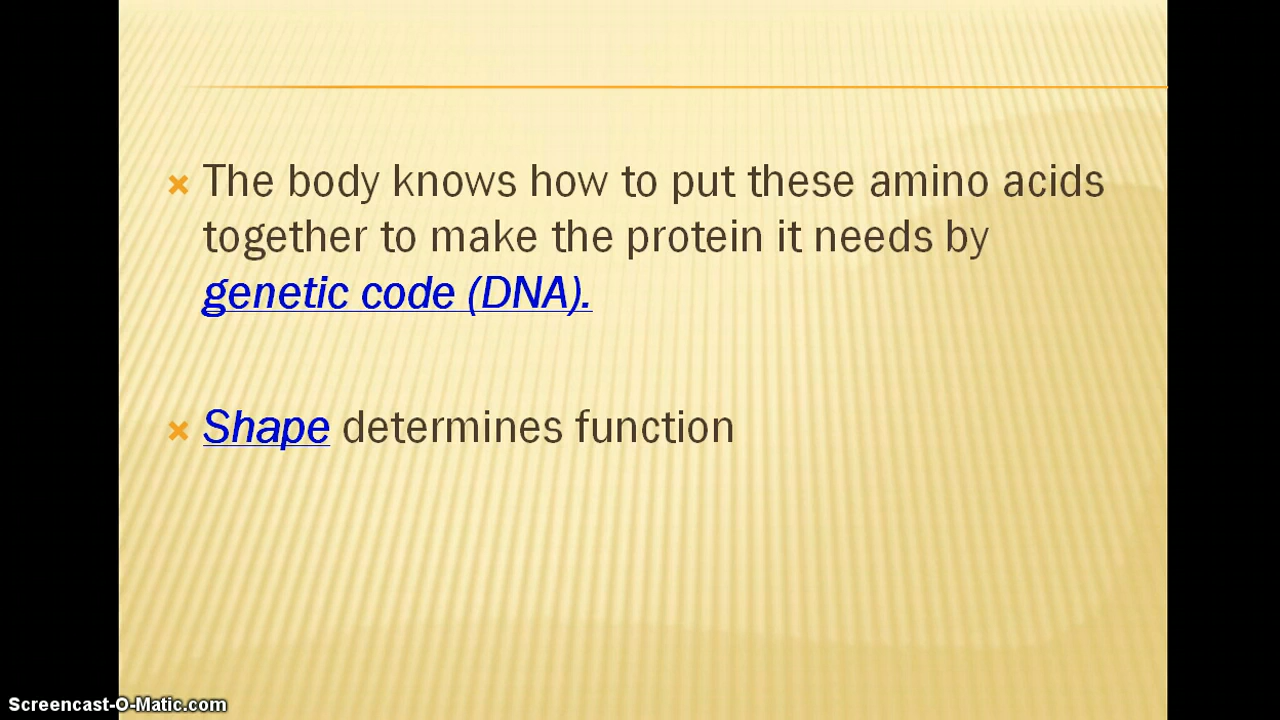 The body knows how to put these amino acids
together to make the protein it needs by
genetic code (DNA).
Shape determines function
Screencast-O-Matic.com